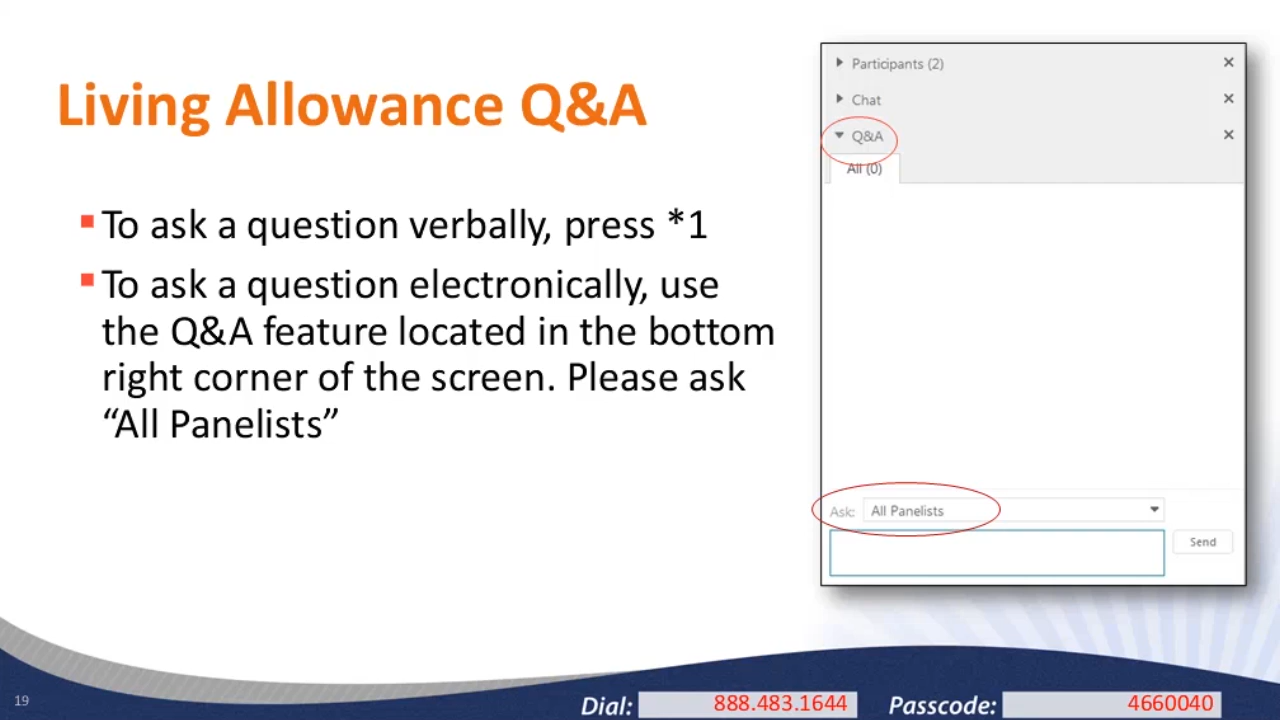 Living Allowance Q&A
To ask a question verbally, press *1
To ask a question electronically, use
the Q&A feature located in the bottom
right corner of the screen. Please ask
“All Panelists”
Participants (2)
Chat
Q&A
All (0)
Ask: All Panelists
Send
19
Dial: 888.483.1644 Passcode: 4660040